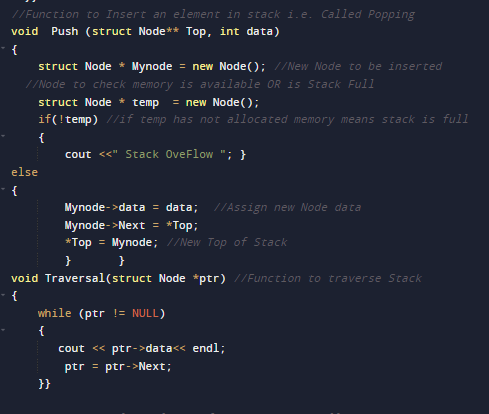 //Function to Insert an element in stack i.e. Called Popping
void  Push (struct Node** Top, int data)
{
    struct Node * Mynode = new Node(); //New Node to be inserted
  //Node to check memory is available OR is Stack Full
    struct Node * temp  = new Node();
    if(!temp) //if temp has not allocated memory means stack is full
    {
        cout <<" Stack OveFlow "; }
else
{
        Mynode->data = data;  //Assign new Node data
        Mynode->Next = *Top;
        *Top = Mynode; //New Top of Stack
        }       }
void Traversal(struct Node *ptr) //Function to traverse Stack
{
    while (ptr != NULL)
    {
       cout << ptr->data<< endl;
        ptr = ptr->Next;
    }}